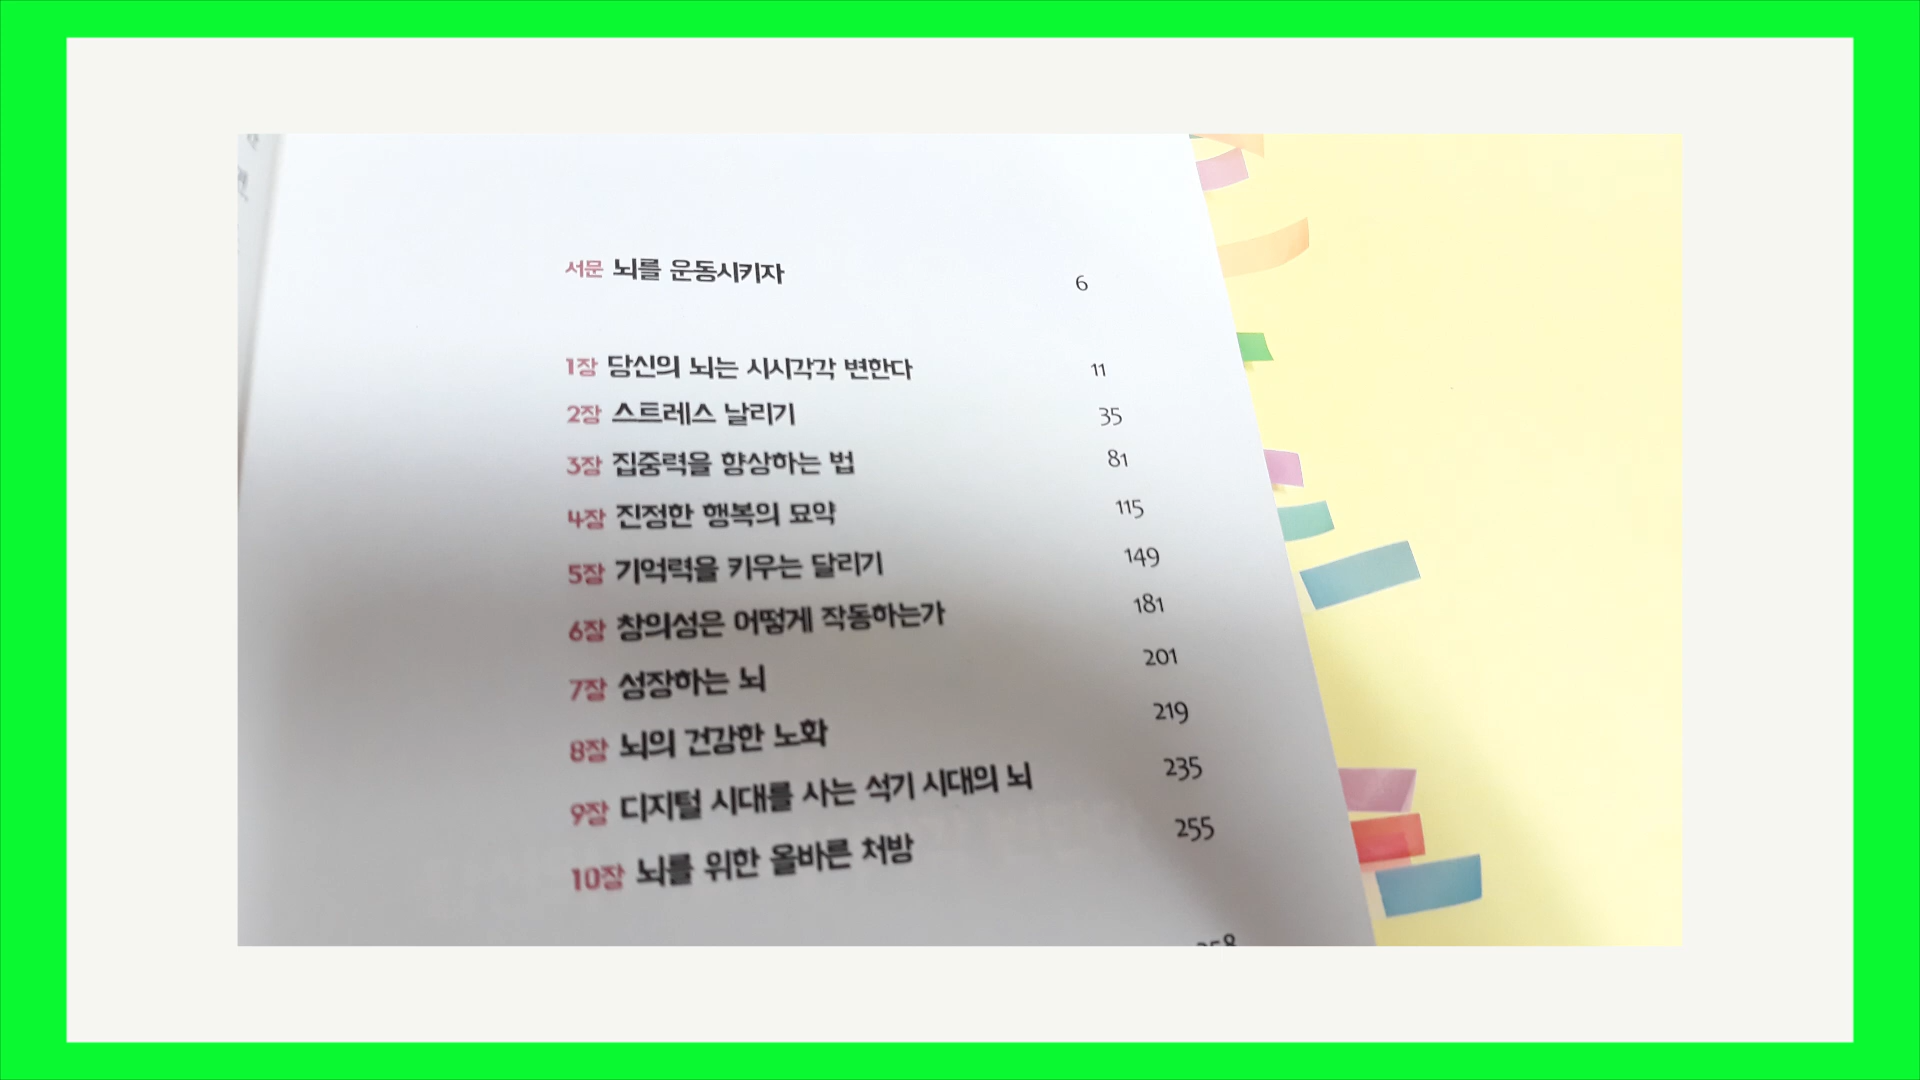 서문 뇌를 운동시키자 6
1장 당신의 뇌는 시시각각 변한다 11
2장 스트레스 날리기 35
3장 집중력을 향상하는 법 81
4장 진정한 행복의 묘약 115
5장 기억력을 키우는 달리기 149
6장 창의성은 어떻게 작동하는가 181
7장 성장하는 뇌 201
8장 뇌의 건강한 노화 219
9장 디지털 시대를 사는 석기 시대의 뇌 235
10장 뇌를 위한 올바른 처방 255